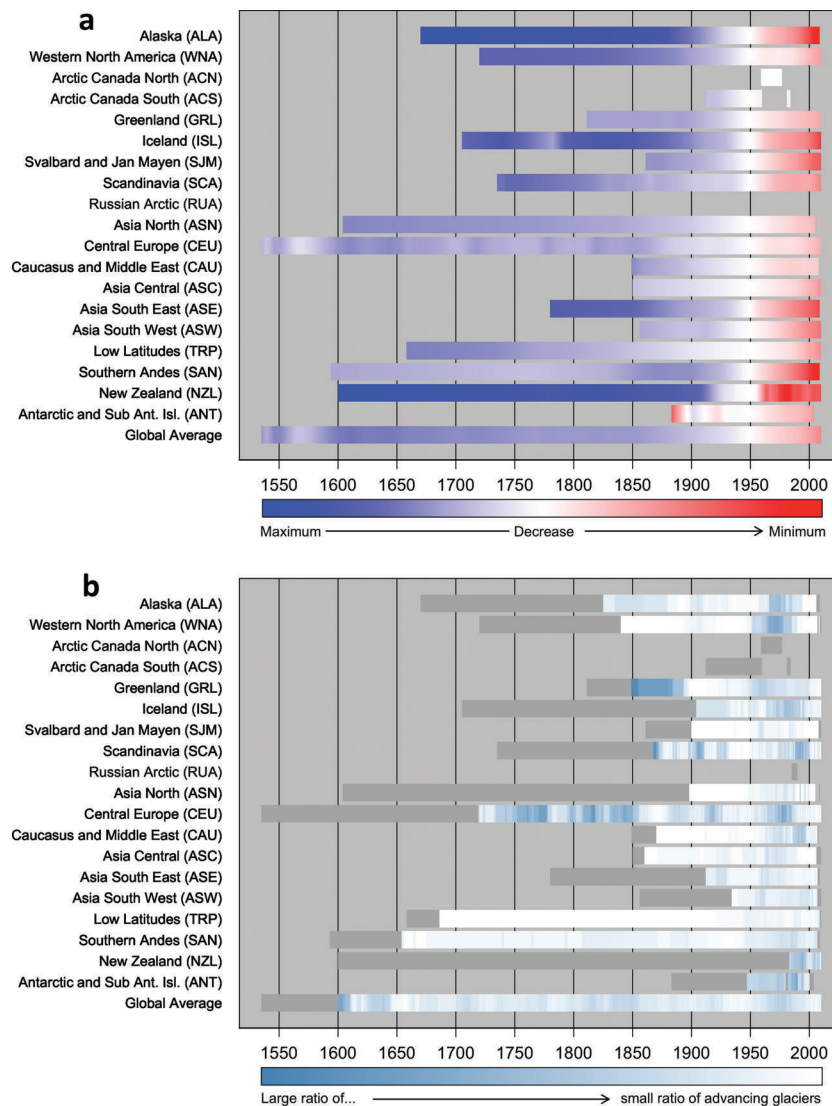 a
Alaska (ALA)
Western North America (WNA)
Arctic Canada North (ACN)
Arctic Canada South (ACS)
Greenland (GRL)
Iceland (ISL)
Svalbard and Jan Mayen (SJM)
Scandinavia (SCA)
Russian Arctic (RUA)
Asia North (ASN)
Central Europe (CEU)
Caucasus and Middle East (CAU)
Asia Central (ASC)
Asia South East (ASE)
Asia South West (ASW)
Low Latitudes (TRP)
Southern Andes (SAN)
New Zealand (NZL)
Antarctic and Sub Ant. Isl. (ANT)
Global Average
1550 1600 1650 1700 1750 1800 1850 1900 1950 2000
Maximum Decrease Minimum
b
Alaska (ALA)
Western North America (WNA)
Arctic Canada North (ACN)
Arctic Canada South (ACS)
Greenland (GRL)
Iceland (ISL)
Svalbard and Jan Mayen (SJM)
Scandinavia (SCA)
Russian Arctic (RUA)
Asia North (ASN)
Central Europe (CEU)
Caucasus and Middle East (CAU)
Asia Central (ASC)
Asia South East (ASE)
Asia South West (ASW)
Low Latitudes (TRP)
Southern Andes (SAN)
New Zealand (NZL)
Antarctic and Sub Ant. Isl. (ANT)
Global Average
1550 1600 1650 1700 1750 1800 1850 1900 1950 2000
Large ratio of... small ratio of advancing glaciers